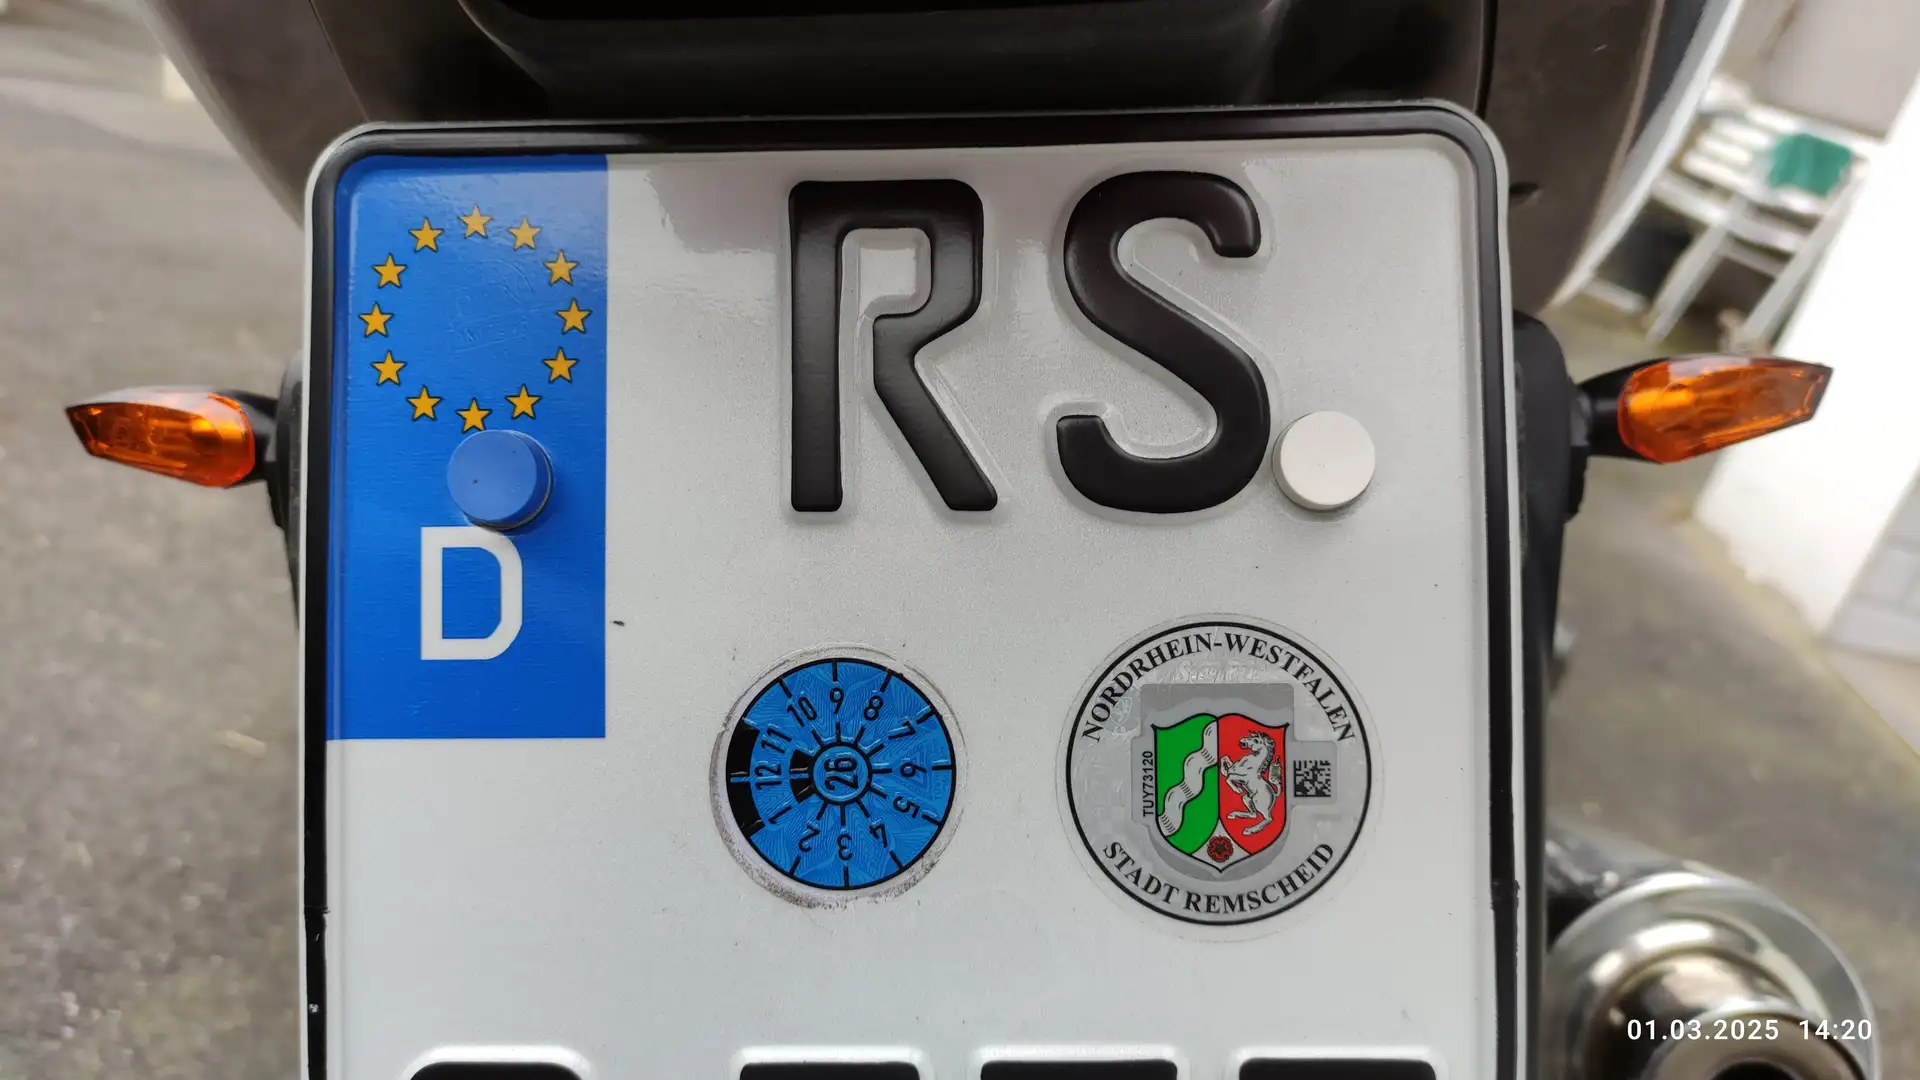 RS
D
10 9 8
11 7
12 26 6
1 5
2 3 4
NORDRHEIN-WESTFALEN
TUY73120
STADT REMSCHEID
01.03.2025 14:20